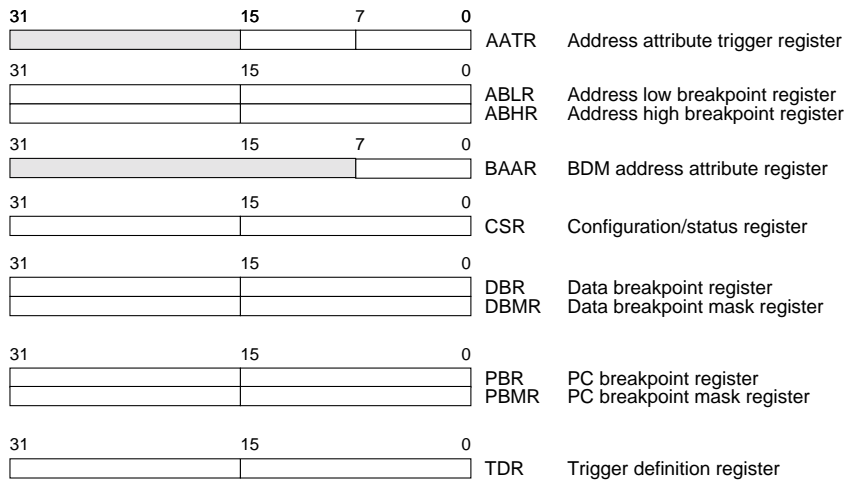 31 15 7 0
AATR Address attribute trigger register
31 15 0
ABLR Address low breakpoint register
ABHR Address high breakpoint register
31 15 7 0
BAAR BDM address attribute register
31 15 0
CSR Configuration/status register
31 15 0
DBR Data breakpoint register
DBMR Data breakpoint mask register
31 15 0
PBR PC breakpoint register
PBMR PC breakpoint mask register
31 15 0
TDR Trigger definition register